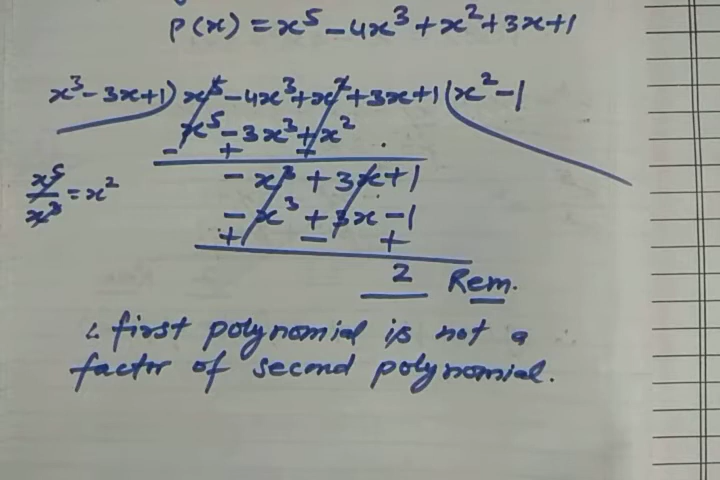 P(x) = x⁵ - 4x³ + x² + 3x + 1
x³ - 3x + 1 ) x⁵ - 4x³ + x² + 3x + 1 ( x² - 1
x⁵ - 3x³ + x²
- + -
x⁵/x³ = x² - x³ + 3x + 1
- x³ + 3x - 1
+ - +
2 Rem.
∴ first polynomial is not a
factor of second polynomial.